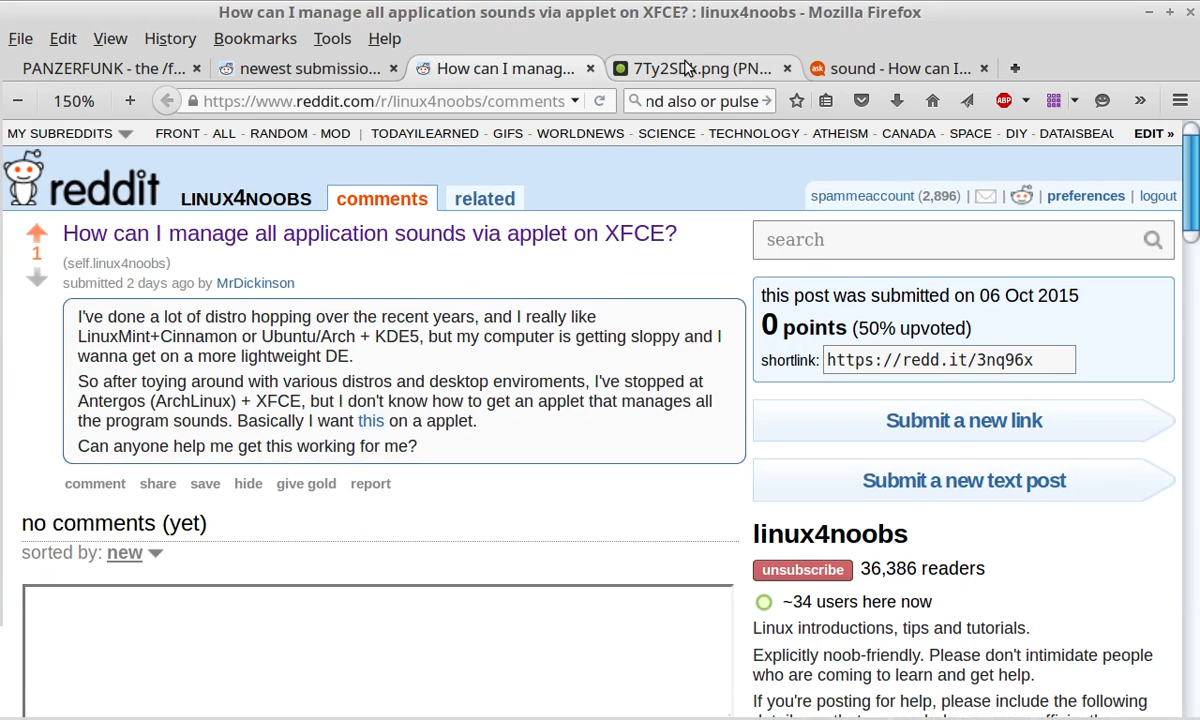 How can I manage all application sounds via applet on XFCE? : linux4noobs - Mozilla Firefox
File Edit View History Bookmarks Tools Help
PANZERFUNK - the /f... newest submissio... How can I manag... .png (PN... sound - How can I...
150% https://www.reddit.com/r/linux4noobs/comments nd also or pulse ABP
MY SUBREDDITS FRONT - ALL - RANDOM - MOD | TODAYILEARNED - GIFS - WORLDNEWS - SCIENCE - TECHNOLOGY - ATHEISM - CANADA - SPACE - DIY - DATAISBEAU EDIT »
reddit LINUX4NOOBS comments related spammeaccount (2,896) | | | preferences | logout
How can I manage all application sounds via applet on XFCE?
1
(self.linux4noobs)
submitted 2 days ago by MrDickinson
I've done a lot of distro hopping over the recent years, and I really like
LinuxMint+Cinnamon or Ubuntu/Arch + KDE5, but my computer is getting sloppy and I
wanna get on a more lightweight DE.
So after toying around with various distros and desktop enviroments, I've stopped at
Antergos (ArchLinux) + XFCE, but I don't know how to get an applet that manages all
the program sounds. Basically I want this on a applet.
Can anyone help me get this working for me?
comment share save hide give gold report
no comments (yet)
sorted by: new
search
this post was submitted on 06 Oct 2015
0 points (50% upvoted)
shortlink: https://redd.it/3nq96x
Submit a new link
Submit a new text post
linux4noobs
unsubscribe 36,386 readers
~34 users here now
Linux introductions, tips and tutorials.
Explicitly noob-friendly. Please don't intimidate people
who are coming to learn and get help.
If you're posting for help, please include the following